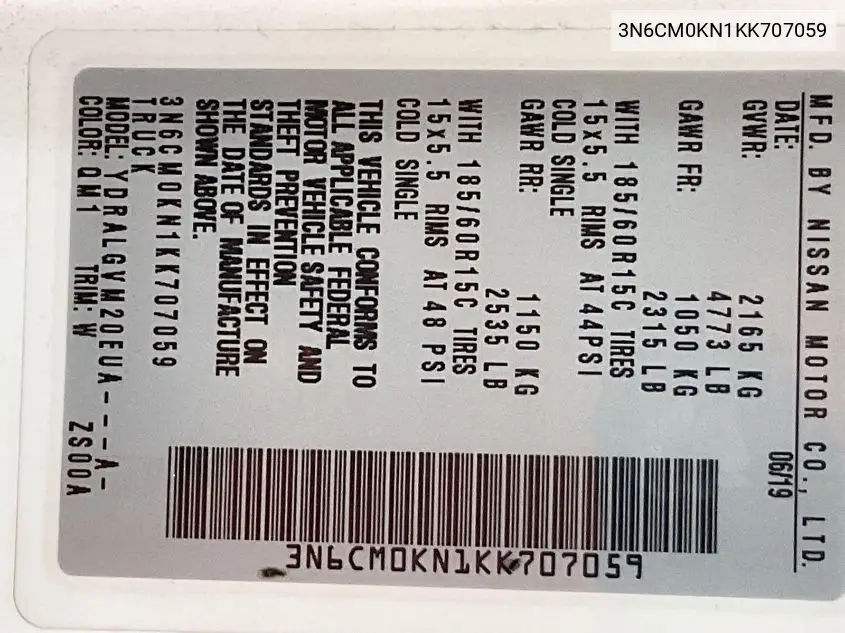 3N6CM0KN1KK707059
MFD. BY NISSAN MOTOR CO., LTD.
DATE: 06/19
GVWR: 2165 KG
4773 LB
GAWR FR: 1050 KG
2315 LB
WITH 185/60R15C TIRES
15x5.5 RIMS AT 44PSI
COLD SINGLE
GAWR RR: 1150 KG
2535 LB
WITH 185/60R15C TIRES
15x5.5 RIMS AT 48 PSI
COLD SINGLE
THIS VEHICLE CONFORMS TO
ALL APPLICABLE FEDERAL
MOTOR VEHICLE SAFETY AND
THEFT PREVENTION
STANDARDS IN EFFECT ON
THE DATE OF MANUFACTURE
SHOWN ABOVE.
3N6CM0KN1KK707059
TRUCK
MODEL: YDRALGVM20EUA---A-
COLOR: QM1 TRIM: W ZS00A
3N6CM0KN1KK707059